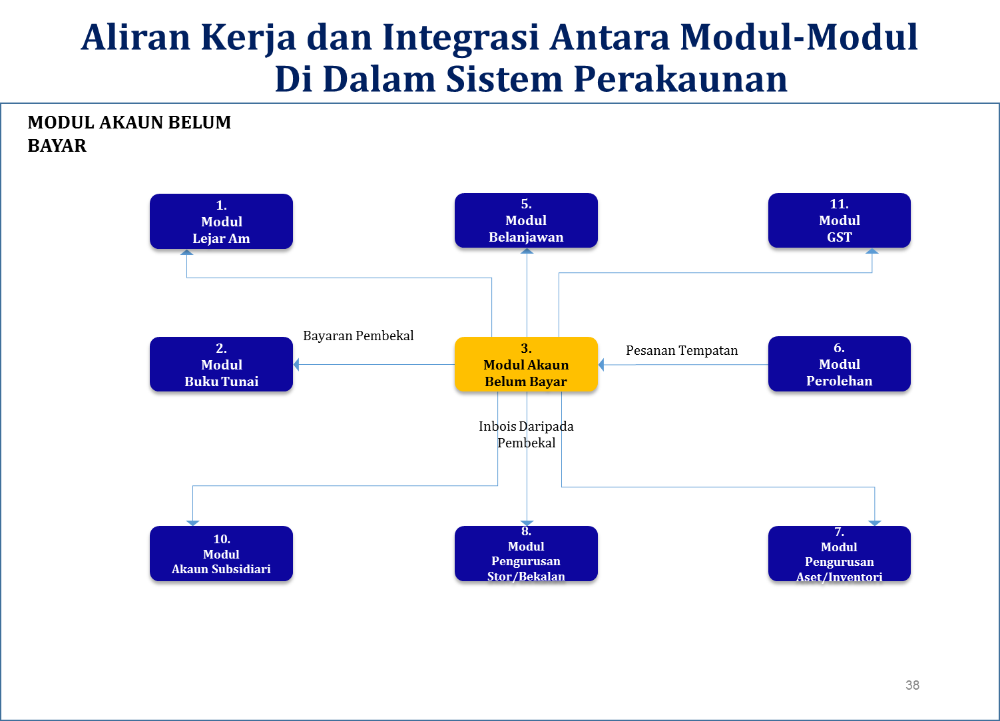 Aliran Kerja dan Integrasi Antara Modul-Modul
Di Dalam Sistem Perakaunan
MODUL AKAUN BELUM
BAYAR
1.
Modul
Lejar Am
5.
Modul
Belanjawan
11.
Modul
GST
Bayaran Pembekal
2.
Modul
Buku Tunai
3.
Modul Akaun
Belum Bayar
Pesanan Tempatan
6.
Modul
Perolehan
Inbois Daripada
Pembekal
10.
Modul
Akaun Subsidiari
8.
Modul
Pengurusan
Stor/Bekalan
7.
Modul
Pengurusan
Aset/Inventori
38